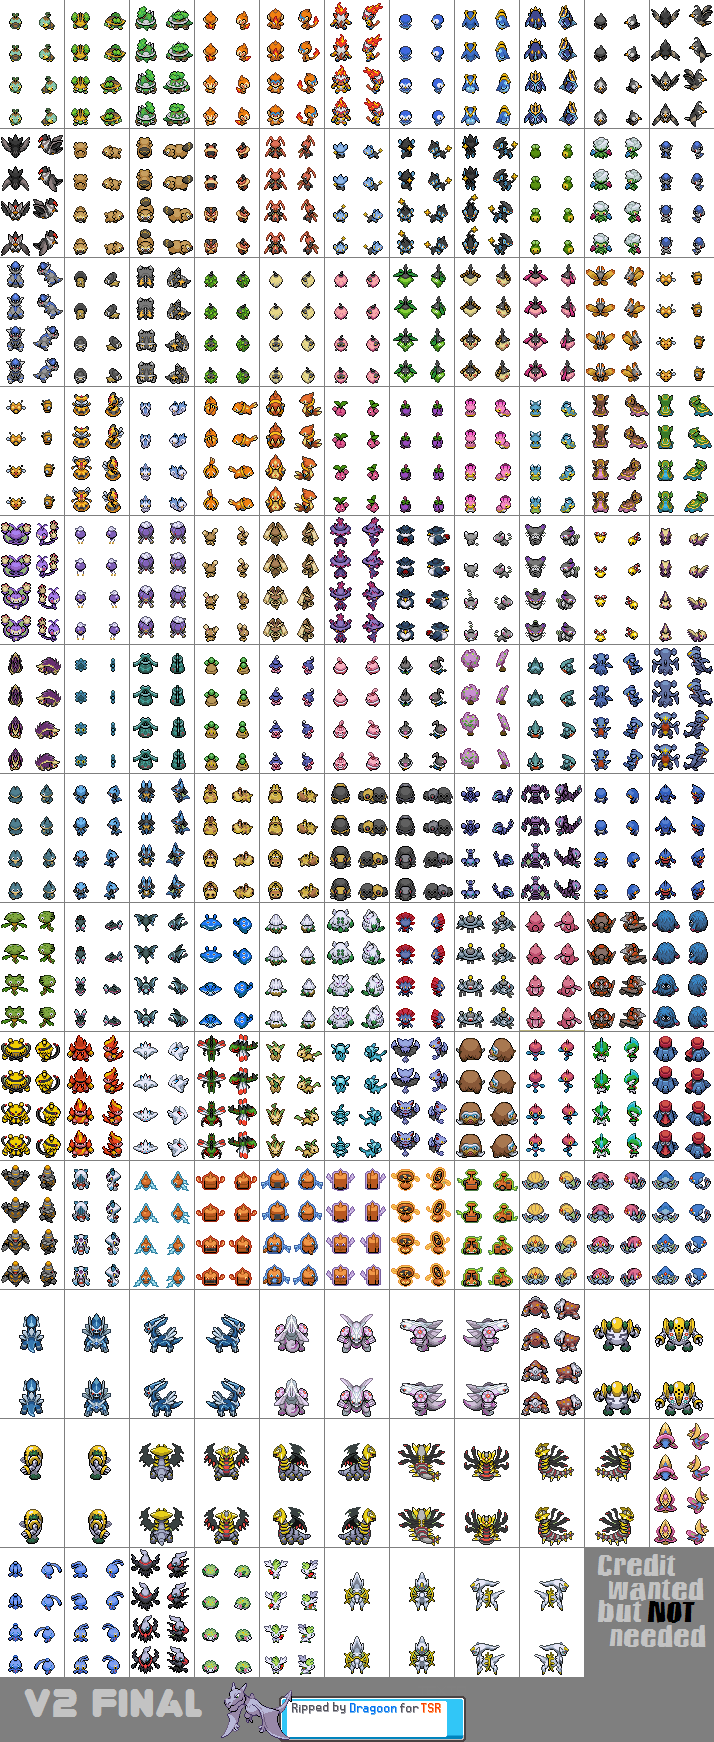 Credit
wanted
but NOT
needed
V2 FINAL
Ripped by Dragoon for TSR